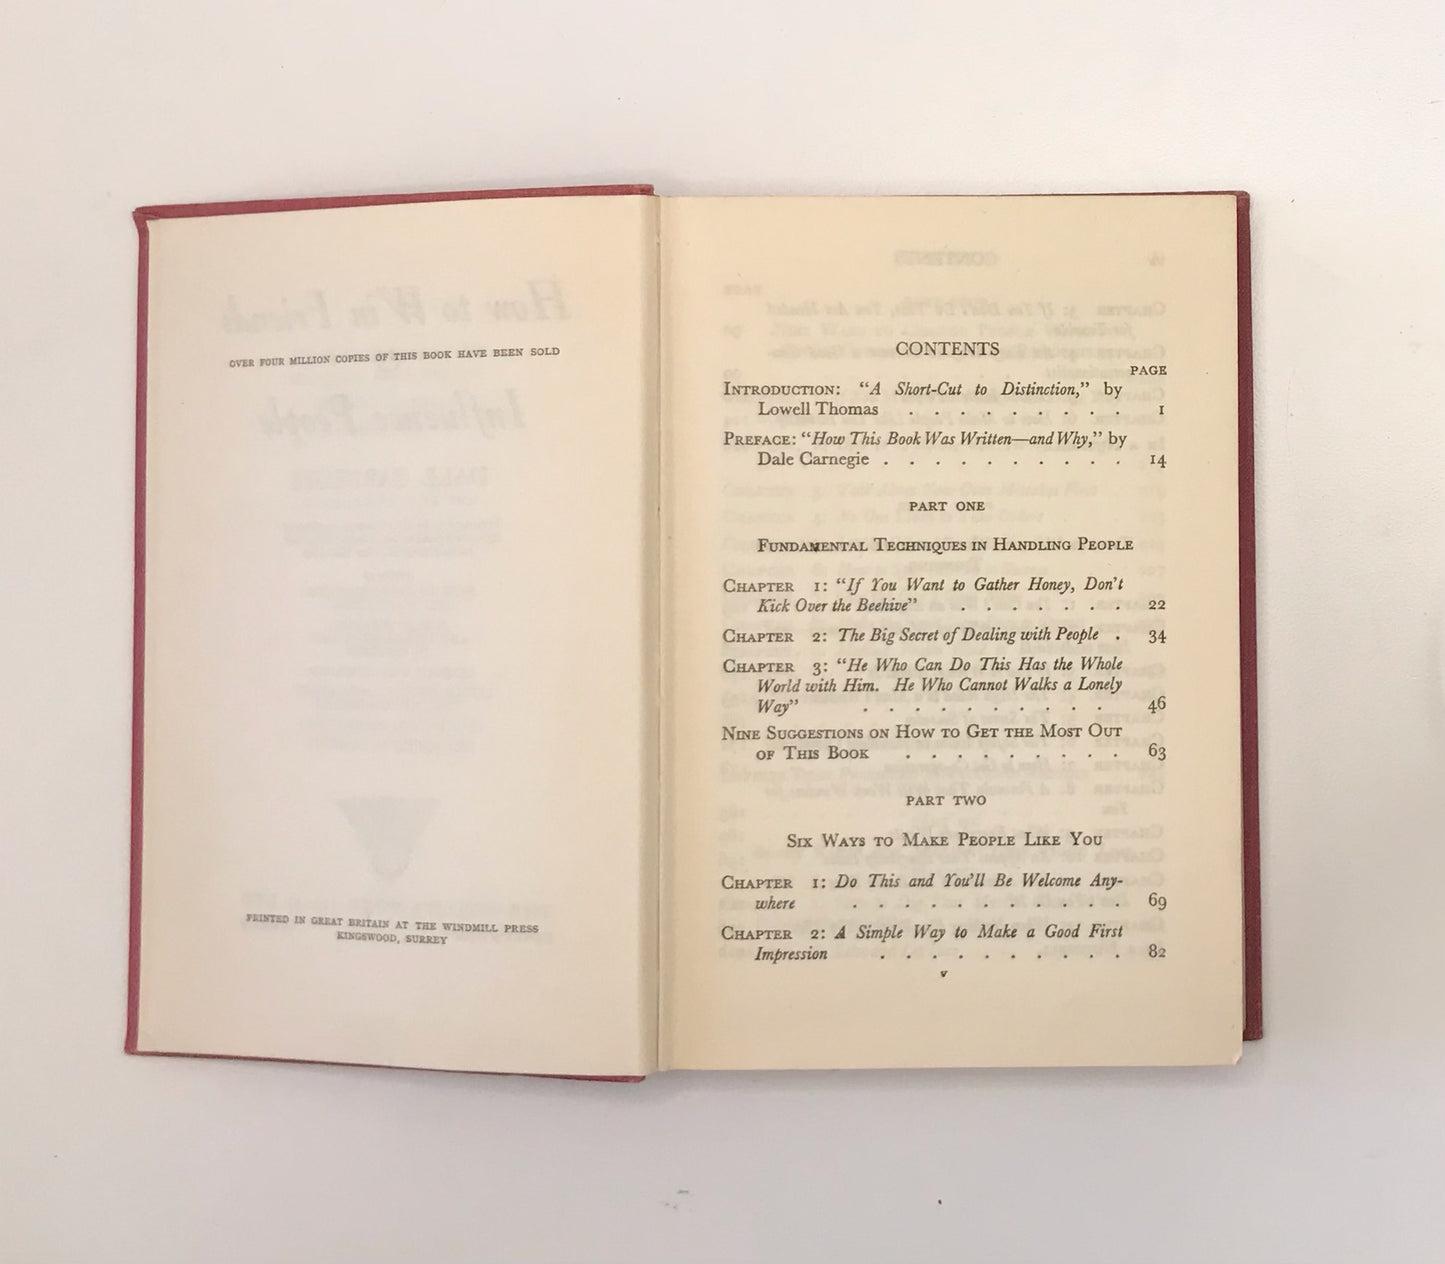 OVER FOUR MILLION COPIES OF THIS BOOK HAVE BEEN SOLD
PRINTED IN GREAT BRITAIN AT THE WINDMILL PRESS
KINGSWOOD, SURREY
CONTENTS
PAGE
INTRODUCTION: “A Short-Cut to Distinction,” by
Lowell Thomas . . . . . . . . . 1
PREFACE: “How This Book Was Written—and Why,” by
Dale Carnegie . . . . . . . . . . 14
PART ONE
FUNDAMENTAL TECHNIQUES IN HANDLING PEOPLE
CHAPTER 1: “If You Want to Gather Honey, Don't
Kick Over the Beehive” . . . . . . . 22
CHAPTER 2: The Big Secret of Dealing with People . 34
CHAPTER 3: “He Who Can Do This Has the Whole
World with Him. He Who Cannot Walks a Lonely
Way” . . . . . . . . . . 46
NINE SUGGESTIONS ON HOW TO GET THE MOST OUT
OF THIS BOOK . . . . . . . . . 63
PART TWO
SIX WAYS TO MAKE PEOPLE LIKE YOU
CHAPTER 1: Do This and You'll Be Welcome Any-
where . . . . . . . . . . . 69
CHAPTER 2: A Simple Way to Make a Good First
Impression . . . . . . . . . . 82
v